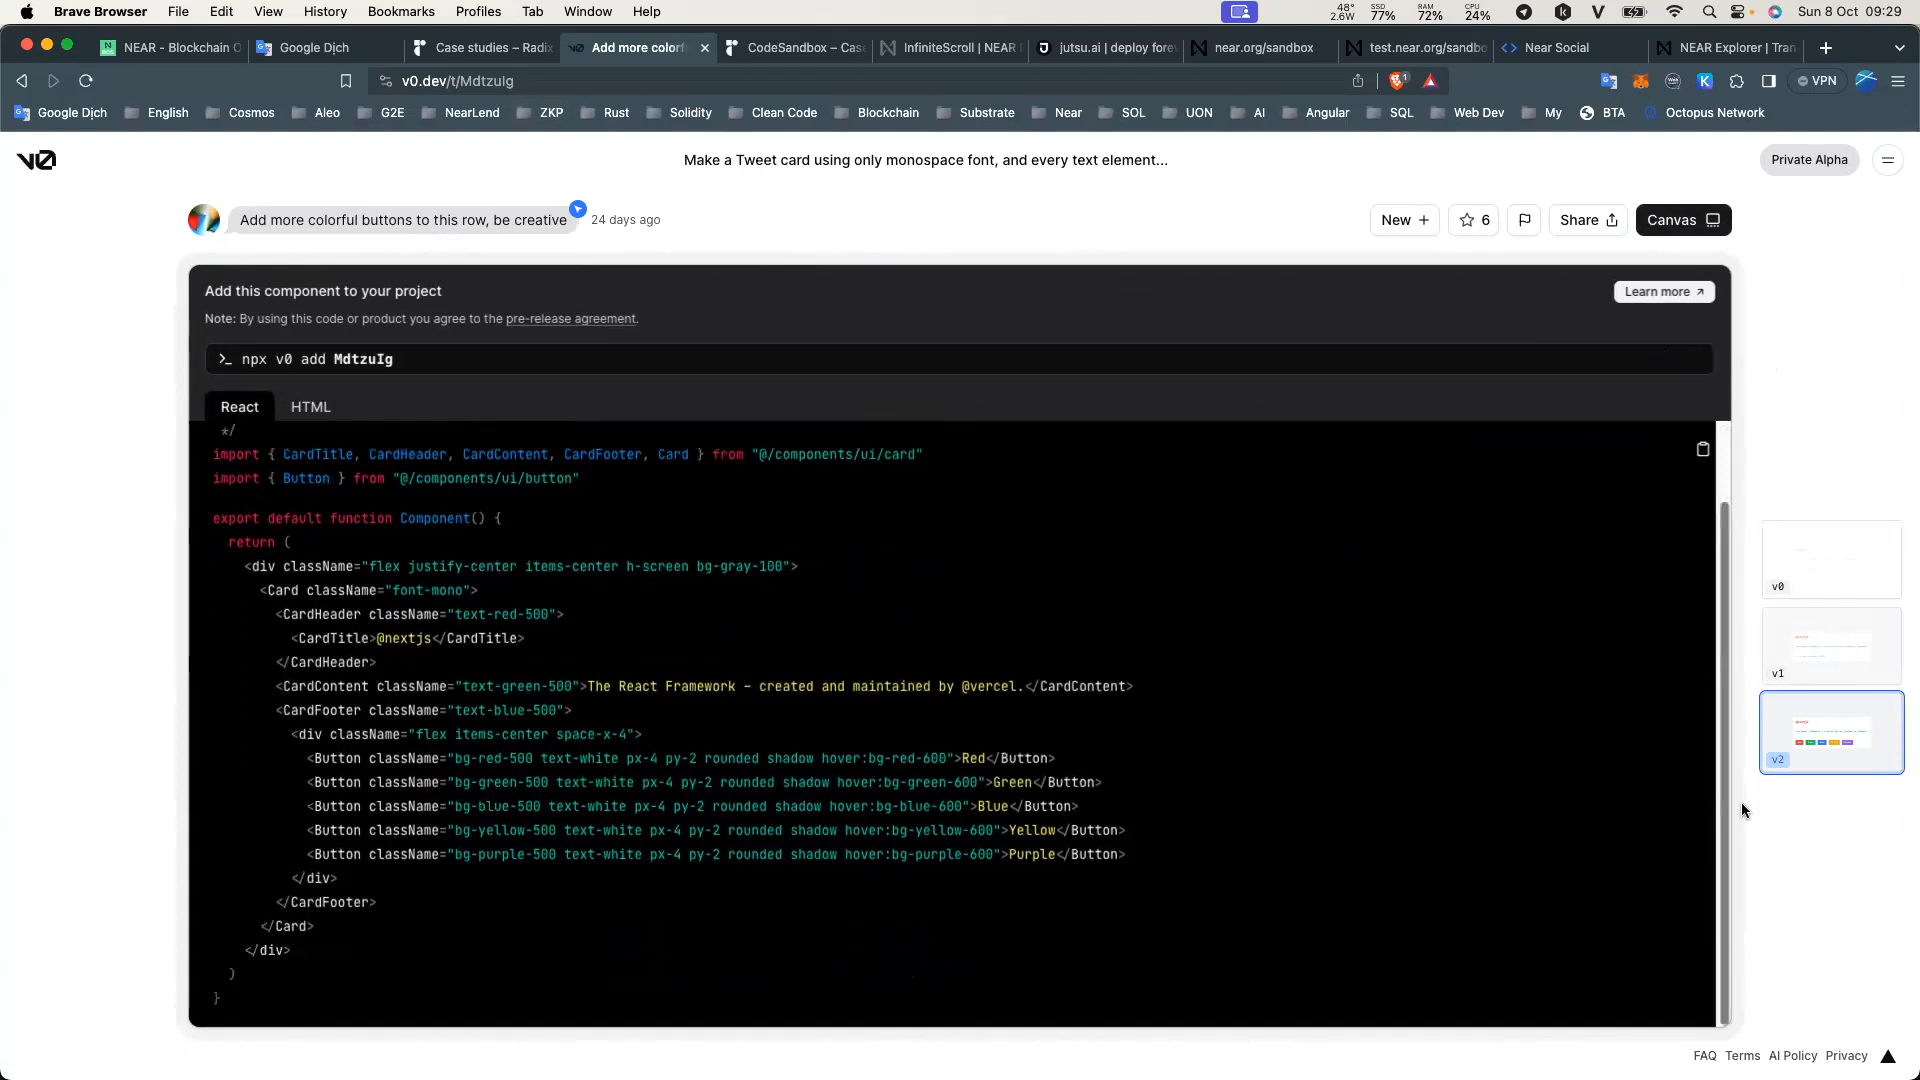 Brave Browser File Edit View History Bookmarks Profiles Tab Window Help 48° 2.6W SSD 77% RAM 72% CPU 24% Sun 8 Oct 09:29
NEAR - Blockchain O Google Dịch Case studies – Radix Add more colorf CodeSandbox – Cas InfiniteScroll | NEAR jutsu.ai | deploy forev near.org/sandbox test.near.org/sandbo Near Social NEAR Explorer | Tran
v0.dev/t/MdtzuIg 1 VPN
Google Dịch English Cosmos Aleo G2E NearLend ZKP Rust Solidity Clean Code Blockchain Substrate Near SOL UON AI Angular SQL Web Dev My BTA Octopus Network
v0 Make a Tweet card using only monospace font, and every text element... Private Alpha
Add more colorful buttons to this row, be creative 24 days ago New + 6 Share Canvas
Add this component to your project Learn more
Note: By using this code or product you agree to the pre-release agreement.
>_ npx v0 add MdtzuIg
React HTML
*/
import { CardTitle, CardHeader, CardContent, CardFooter, Card } from "@/components/ui/card"
import { Button } from "@/components/ui/button"
export default function Component() {
return (
<div className="flex justify-center items-center h-screen bg-gray-100">
<Card className="font-mono">
<CardHeader className="text-red-500">
<CardTitle>@nextjs</CardTitle>
</CardHeader>
<CardContent className="text-green-500">The React Framework – created and maintained by @vercel.</CardContent>
<CardFooter className="text-blue-500">
<div className="flex items-center space-x-4">
<Button className="bg-red-500 text-white px-4 py-2 rounded shadow hover:bg-red-600">Red</Button>
<Button className="bg-green-500 text-white px-4 py-2 rounded shadow hover:bg-green-600">Green</Button>
<Button className="bg-blue-500 text-white px-4 py-2 rounded shadow hover:bg-blue-600">Blue</Button>
<Button className="bg-yellow-500 text-white px-4 py-2 rounded shadow hover:bg-yellow-600">Yellow</Button>
<Button className="bg-purple-500 text-white px-4 py-2 rounded shadow hover:bg-purple-600">Purple</Button>
</div>
</CardFooter>
</Card>
</div>
)
}
v0
v1
v2
FAQ Terms AI Policy Privacy